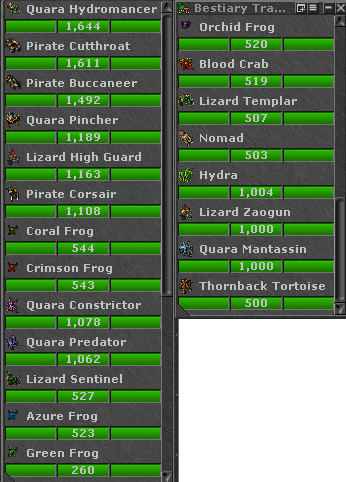 Quara Hydromancer
1,644
Pirate Cutthroat
1,611
Pirate Buccaneer
1,492
Quara Pincher
1,189
Lizard High Guard
1,163
Pirate Corsair
1,108
Coral Frog
544
Crimson Frog
543
Quara Constrictor
1,078
Quara Predator
1,062
Lizard Sentinel
527
Azure Frog
523
Green Frog
260
Bestiary Tra...
Orchid Frog
520
Blood Crab
519
Lizard Templar
507
Nomad
503
Hydra
1,004
Lizard Zaogun
1,000
Quara Mantassin
1,000
Thornback Tortoise
500